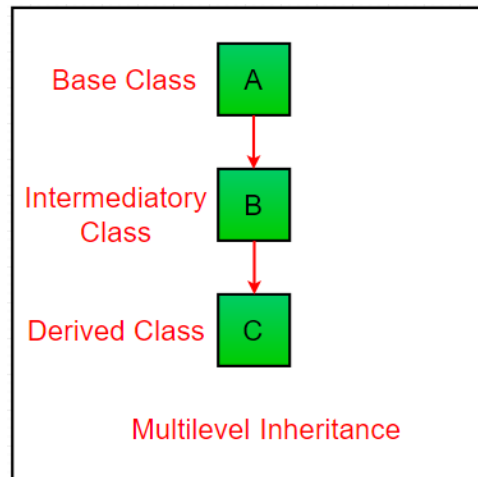 Base Class
A
Intermediatory
Class
B
Derived Class
C
Multilevel Inheritance